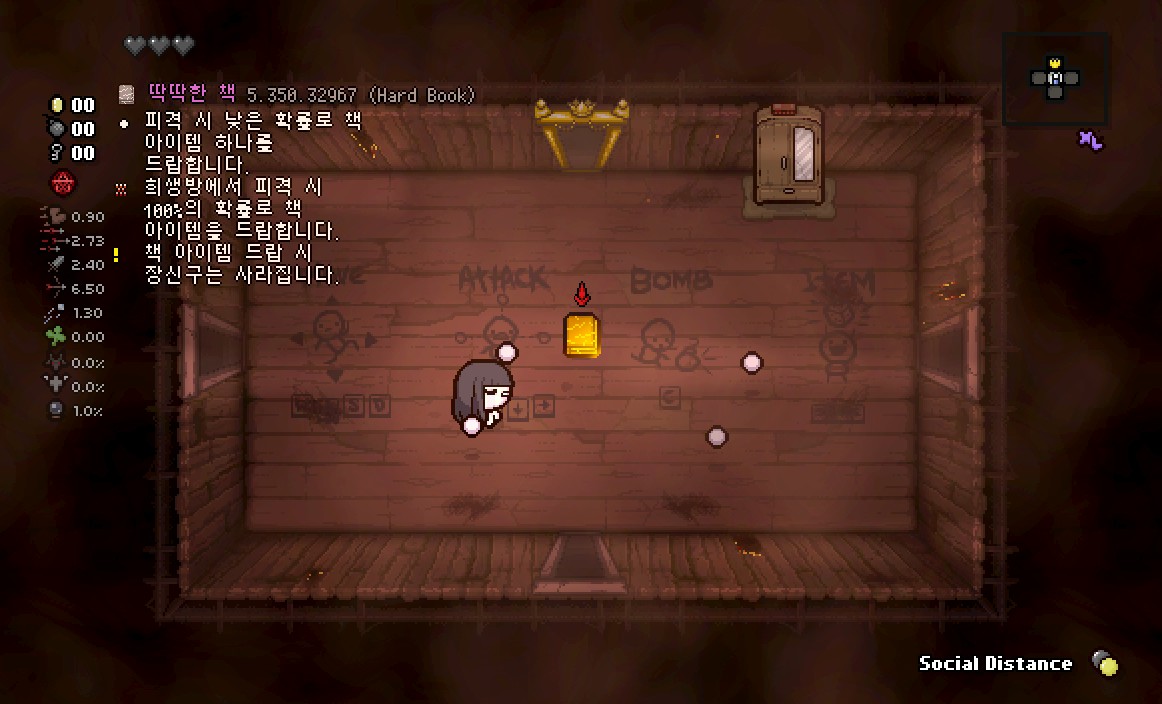 딱딱한 책 5.350.32967 (Hard Book)
00 피격 시 낮은 확률로 책
00 아이템 하나를
00 드랍합니다.
희생방에서 피격 시
0.90 100%의 확률로 책
2.73 아이템을 드랍합니다.
2.40 책 아이템 드랍 시
6.50 장신구는 사라집니다.
1.30
0.00
0.0%
0.0%
1.0%
ATTACK BOMB ITEM
Social Distance